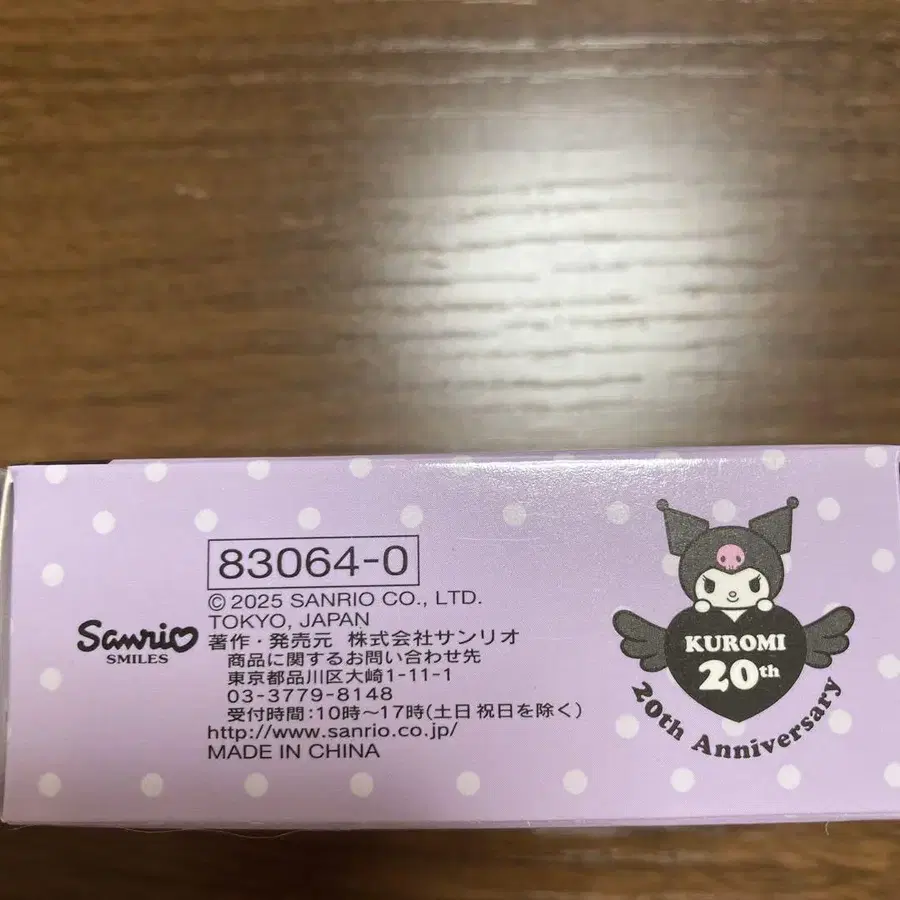 83064-0
© 2025 SANRIO CO., LTD.
TOKYO, JAPAN
著作・発売元 株式会社サンリオ
商品に関するお問い合わせ先
東京都品川区大崎1-11-1
03-3779-8148
受付時間:10時〜17時(土日 祝日を除く)
http://www.sanrio.co.jp/
MADE IN CHINA
Sanrio
SMILES
KUROMI
20th
20th Anniversary